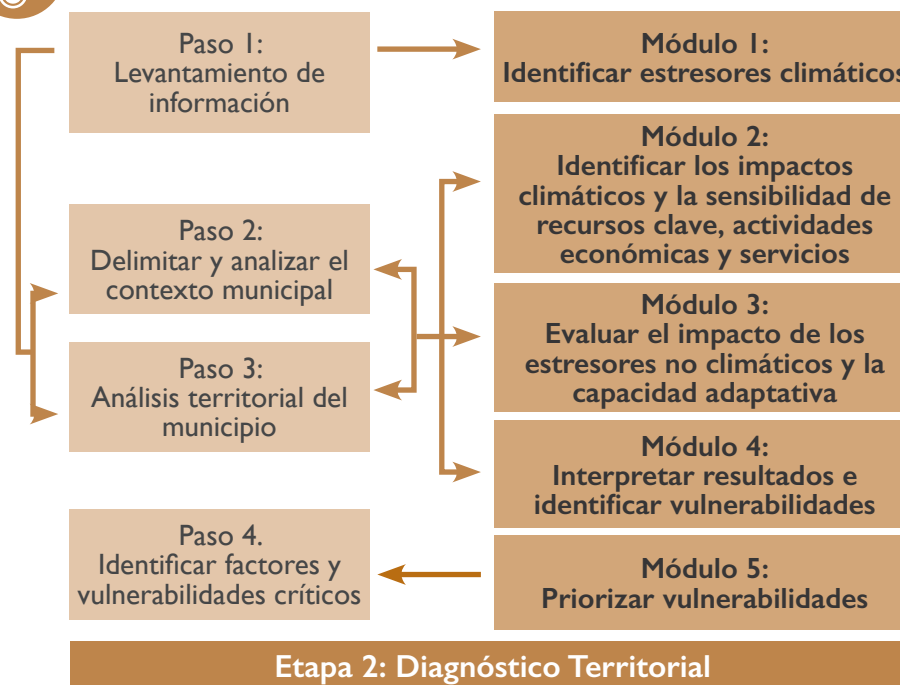 Paso 1:
Levantamiento de
información
Módulo 1:
Identificar estresores climáticos
Módulo 2:
Identificar los impactos
climáticos y la sensibilidad de
recursos clave, actividades
económicas y servicios
Paso 2:
Delimitar y analizar el
contexto municipal
Módulo 3:
Evaluar el impacto de los
estresores no climáticos y la
capacidad adaptativa
Paso 3:
Análisis territorial del
municipio
Módulo 4:
Interpretar resultados e
identificar vulnerabilidades
Paso 4.
Identificar factores y
vulnerabilidades críticos
Módulo 5:
Priorizar vulnerabilidades
Etapa 2: Diagnóstico Territorial